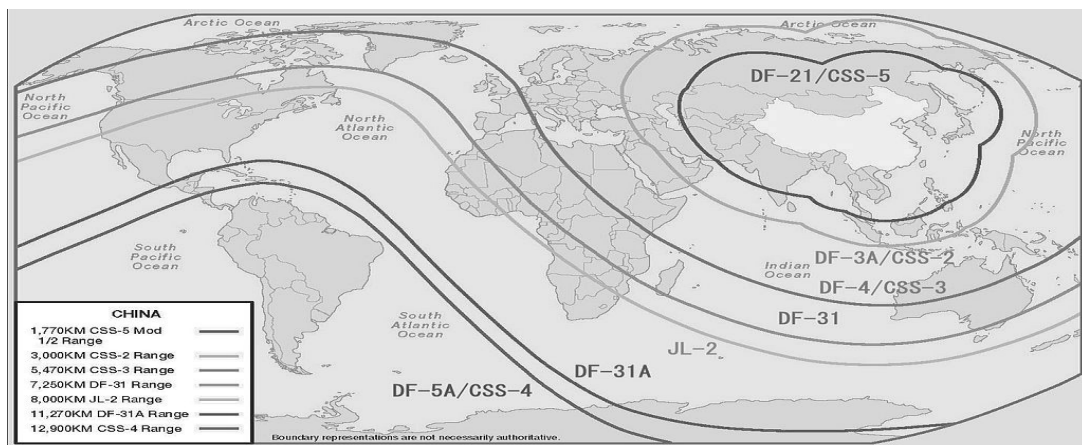 Arctic Ocean
Arctic Ocean
DF-21/CSS-5
North
Pacific
Ocean
North
Atlantic
Ocean
North
Pacific
Ocean
South
Pacific
Ocean
DF-3A/CSS-2
Indian
Ocean
DF-4/CSS-3
DF-31
South
Atlantic
Ocean
JL-2
DF-31A
DF-5A/CSS-4
CHINA
1,770KM CSS-5 Mod
1/2 Range
3,000KM CSS-2 Range
5,470KM CSS-3 Range
7,250KM DF-31 Range
8,000KM JL-2 Range
11,270KM DF-31A Range
12,900KM CSS-4 Range
Boundary representations are not necessarily authoritative.